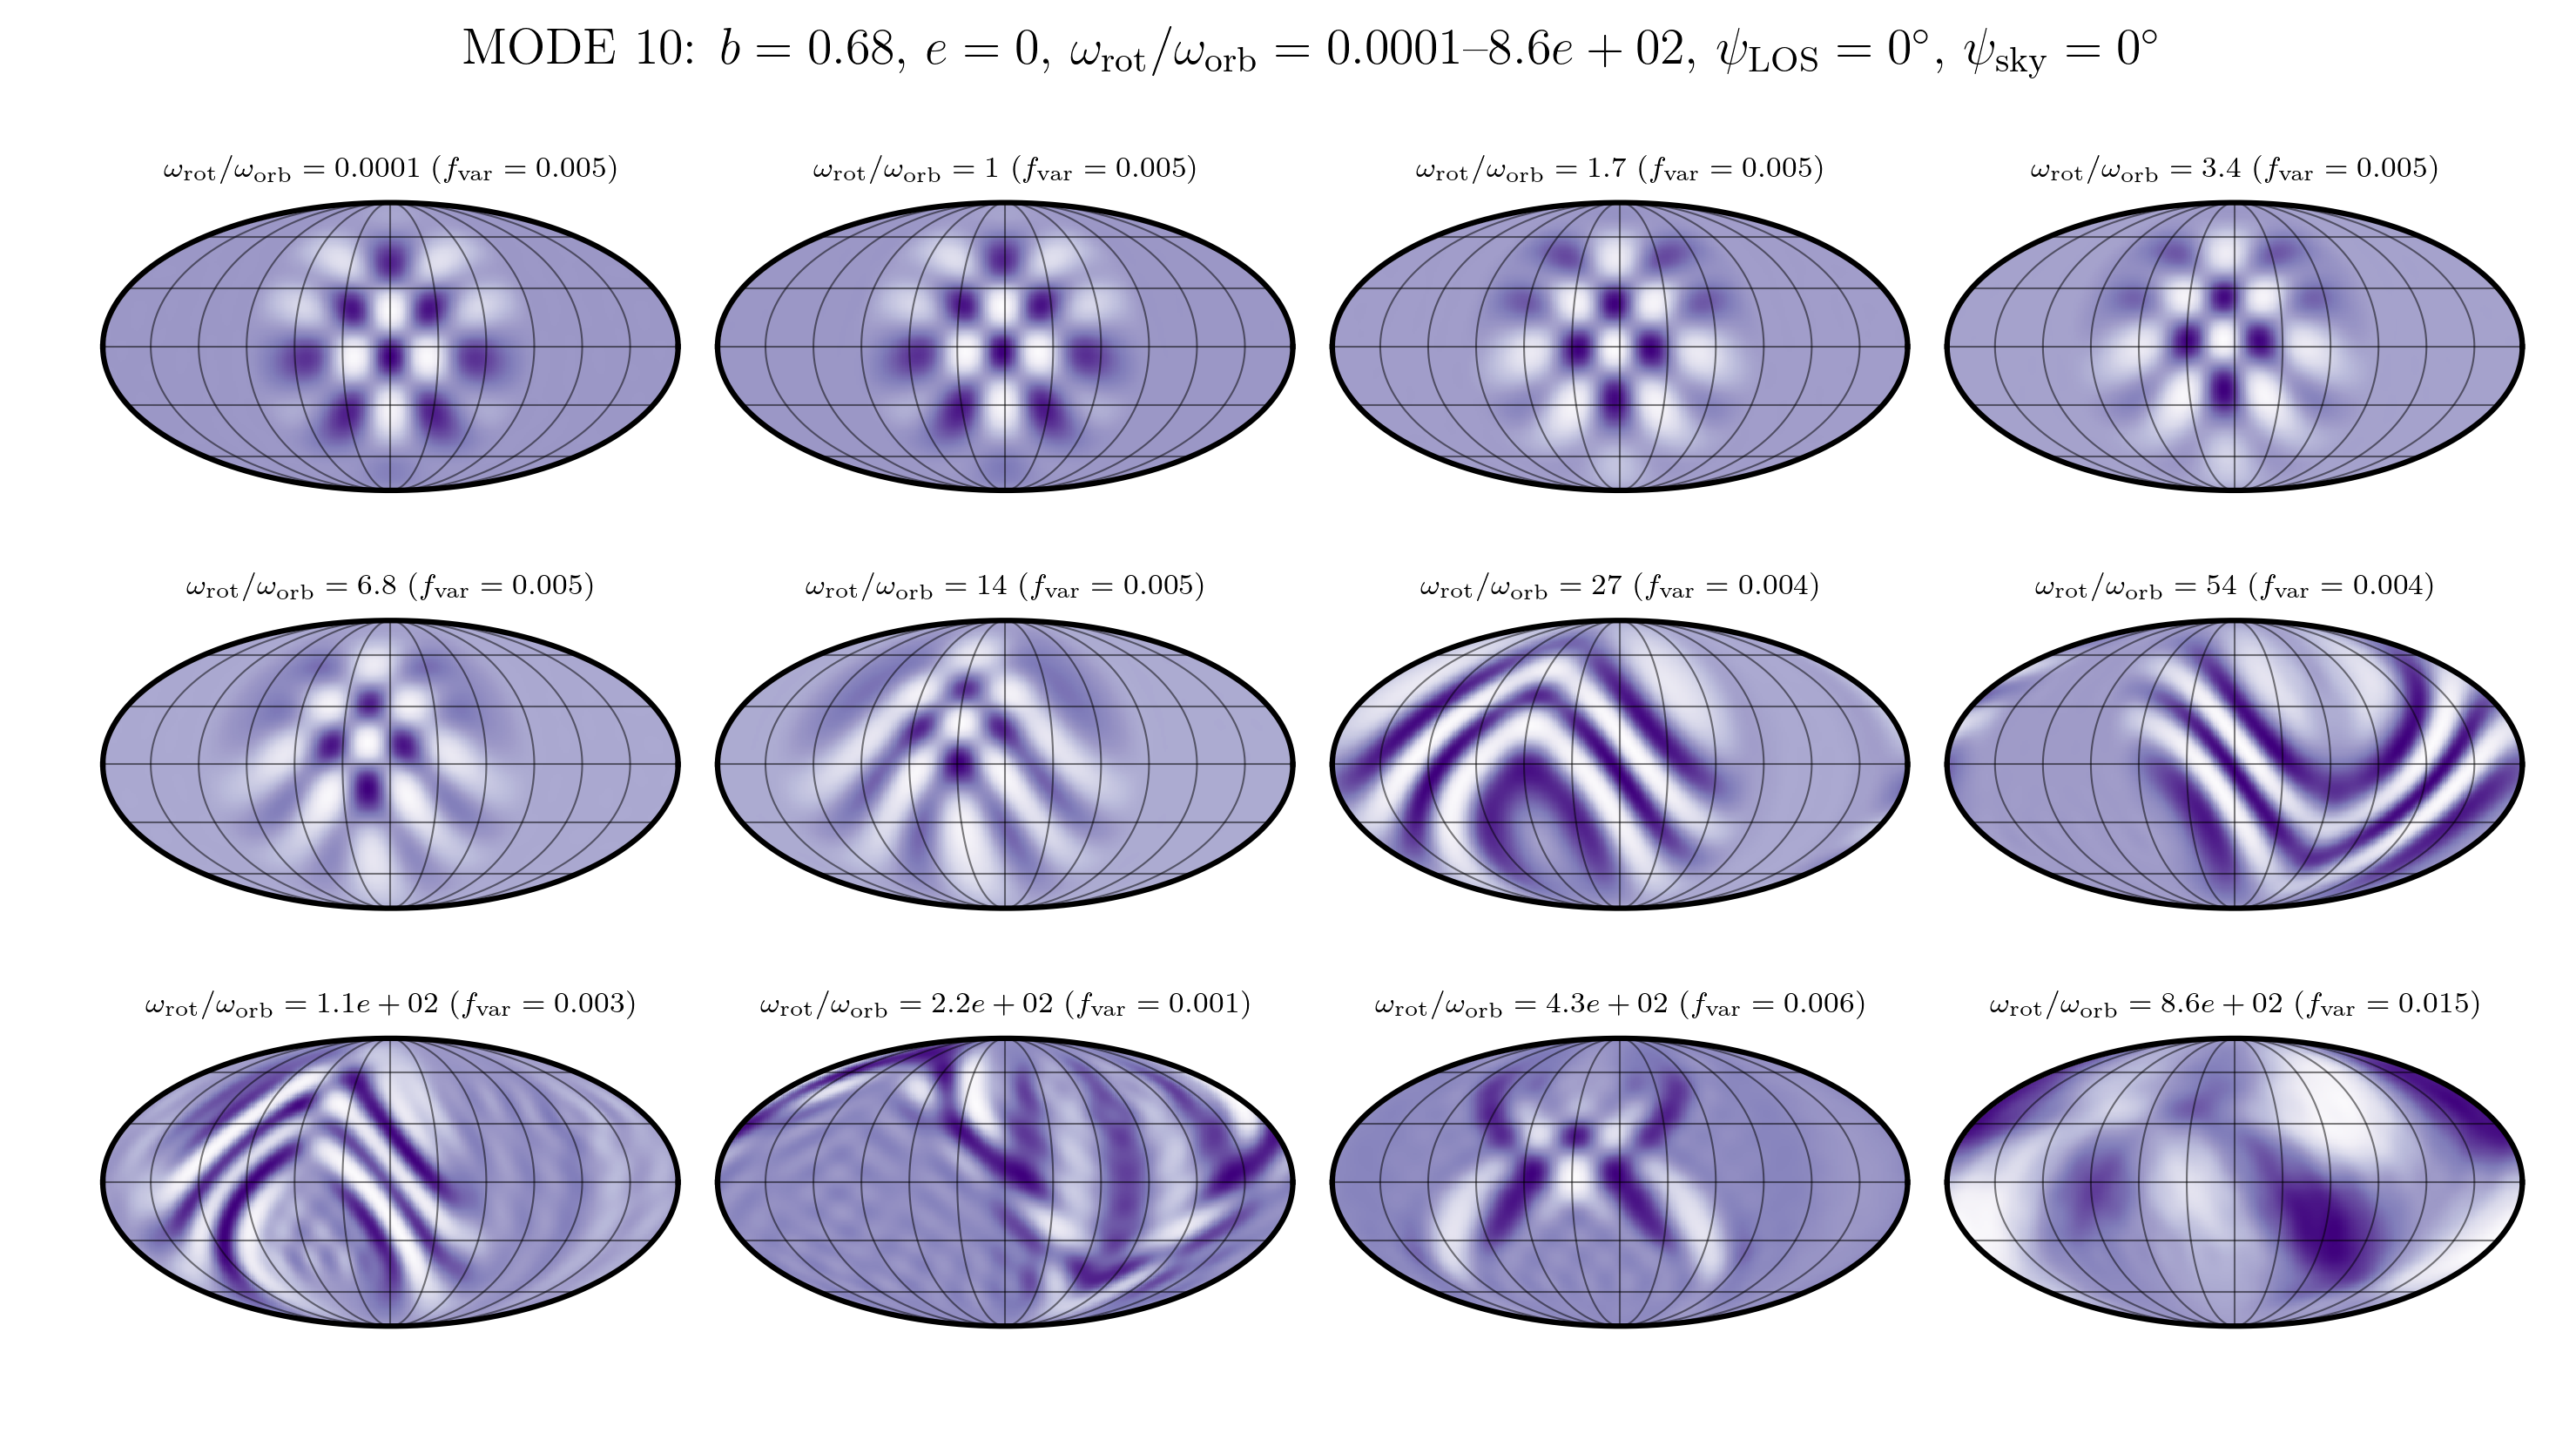 MODE 10: b = 0.68, e = 0, ω_rot/ω_orb = 0.0001–8.6e + 02, ψ_LOS = 0°, ψ_sky = 0°
ω_rot/ω_orb = 0.0001 (f_var = 0.005)
ω_rot/ω_orb = 1 (f_var = 0.005)
ω_rot/ω_orb = 1.7 (f_var = 0.005)
ω_rot/ω_orb = 3.4 (f_var = 0.005)
ω_rot/ω_orb = 6.8 (f_var = 0.005)
ω_rot/ω_orb = 14 (f_var = 0.005)
ω_rot/ω_orb = 27 (f_var = 0.004)
ω_rot/ω_orb = 54 (f_var = 0.004)
ω_rot/ω_orb = 1.1e + 02 (f_var = 0.003)
ω_rot/ω_orb = 2.2e + 02 (f_var = 0.001)
ω_rot/ω_orb = 4.3e + 02 (f_var = 0.006)
ω_rot/ω_orb = 8.6e + 02 (f_var = 0.015)